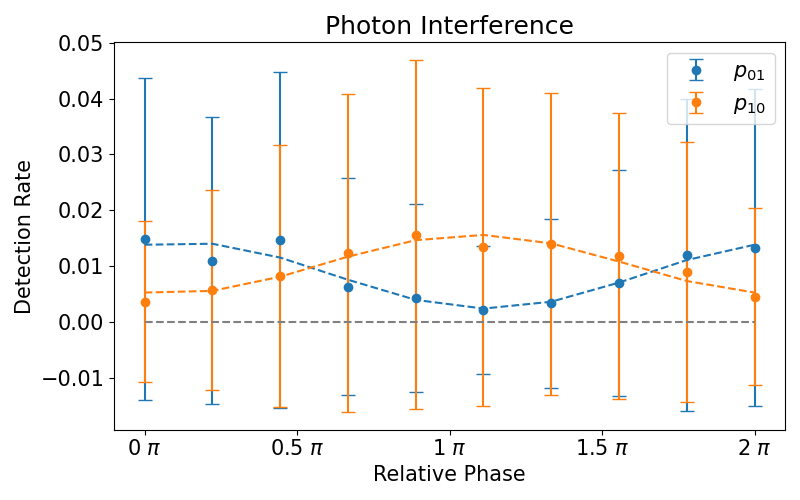 Photon Interference
0.05
0.04
0.03
0.02
0.01
0.00
−0.01
Detection Rate
p₀₁
p₁₀
0 π
0.5 π
1 π
1.5 π
2 π
Relative Phase